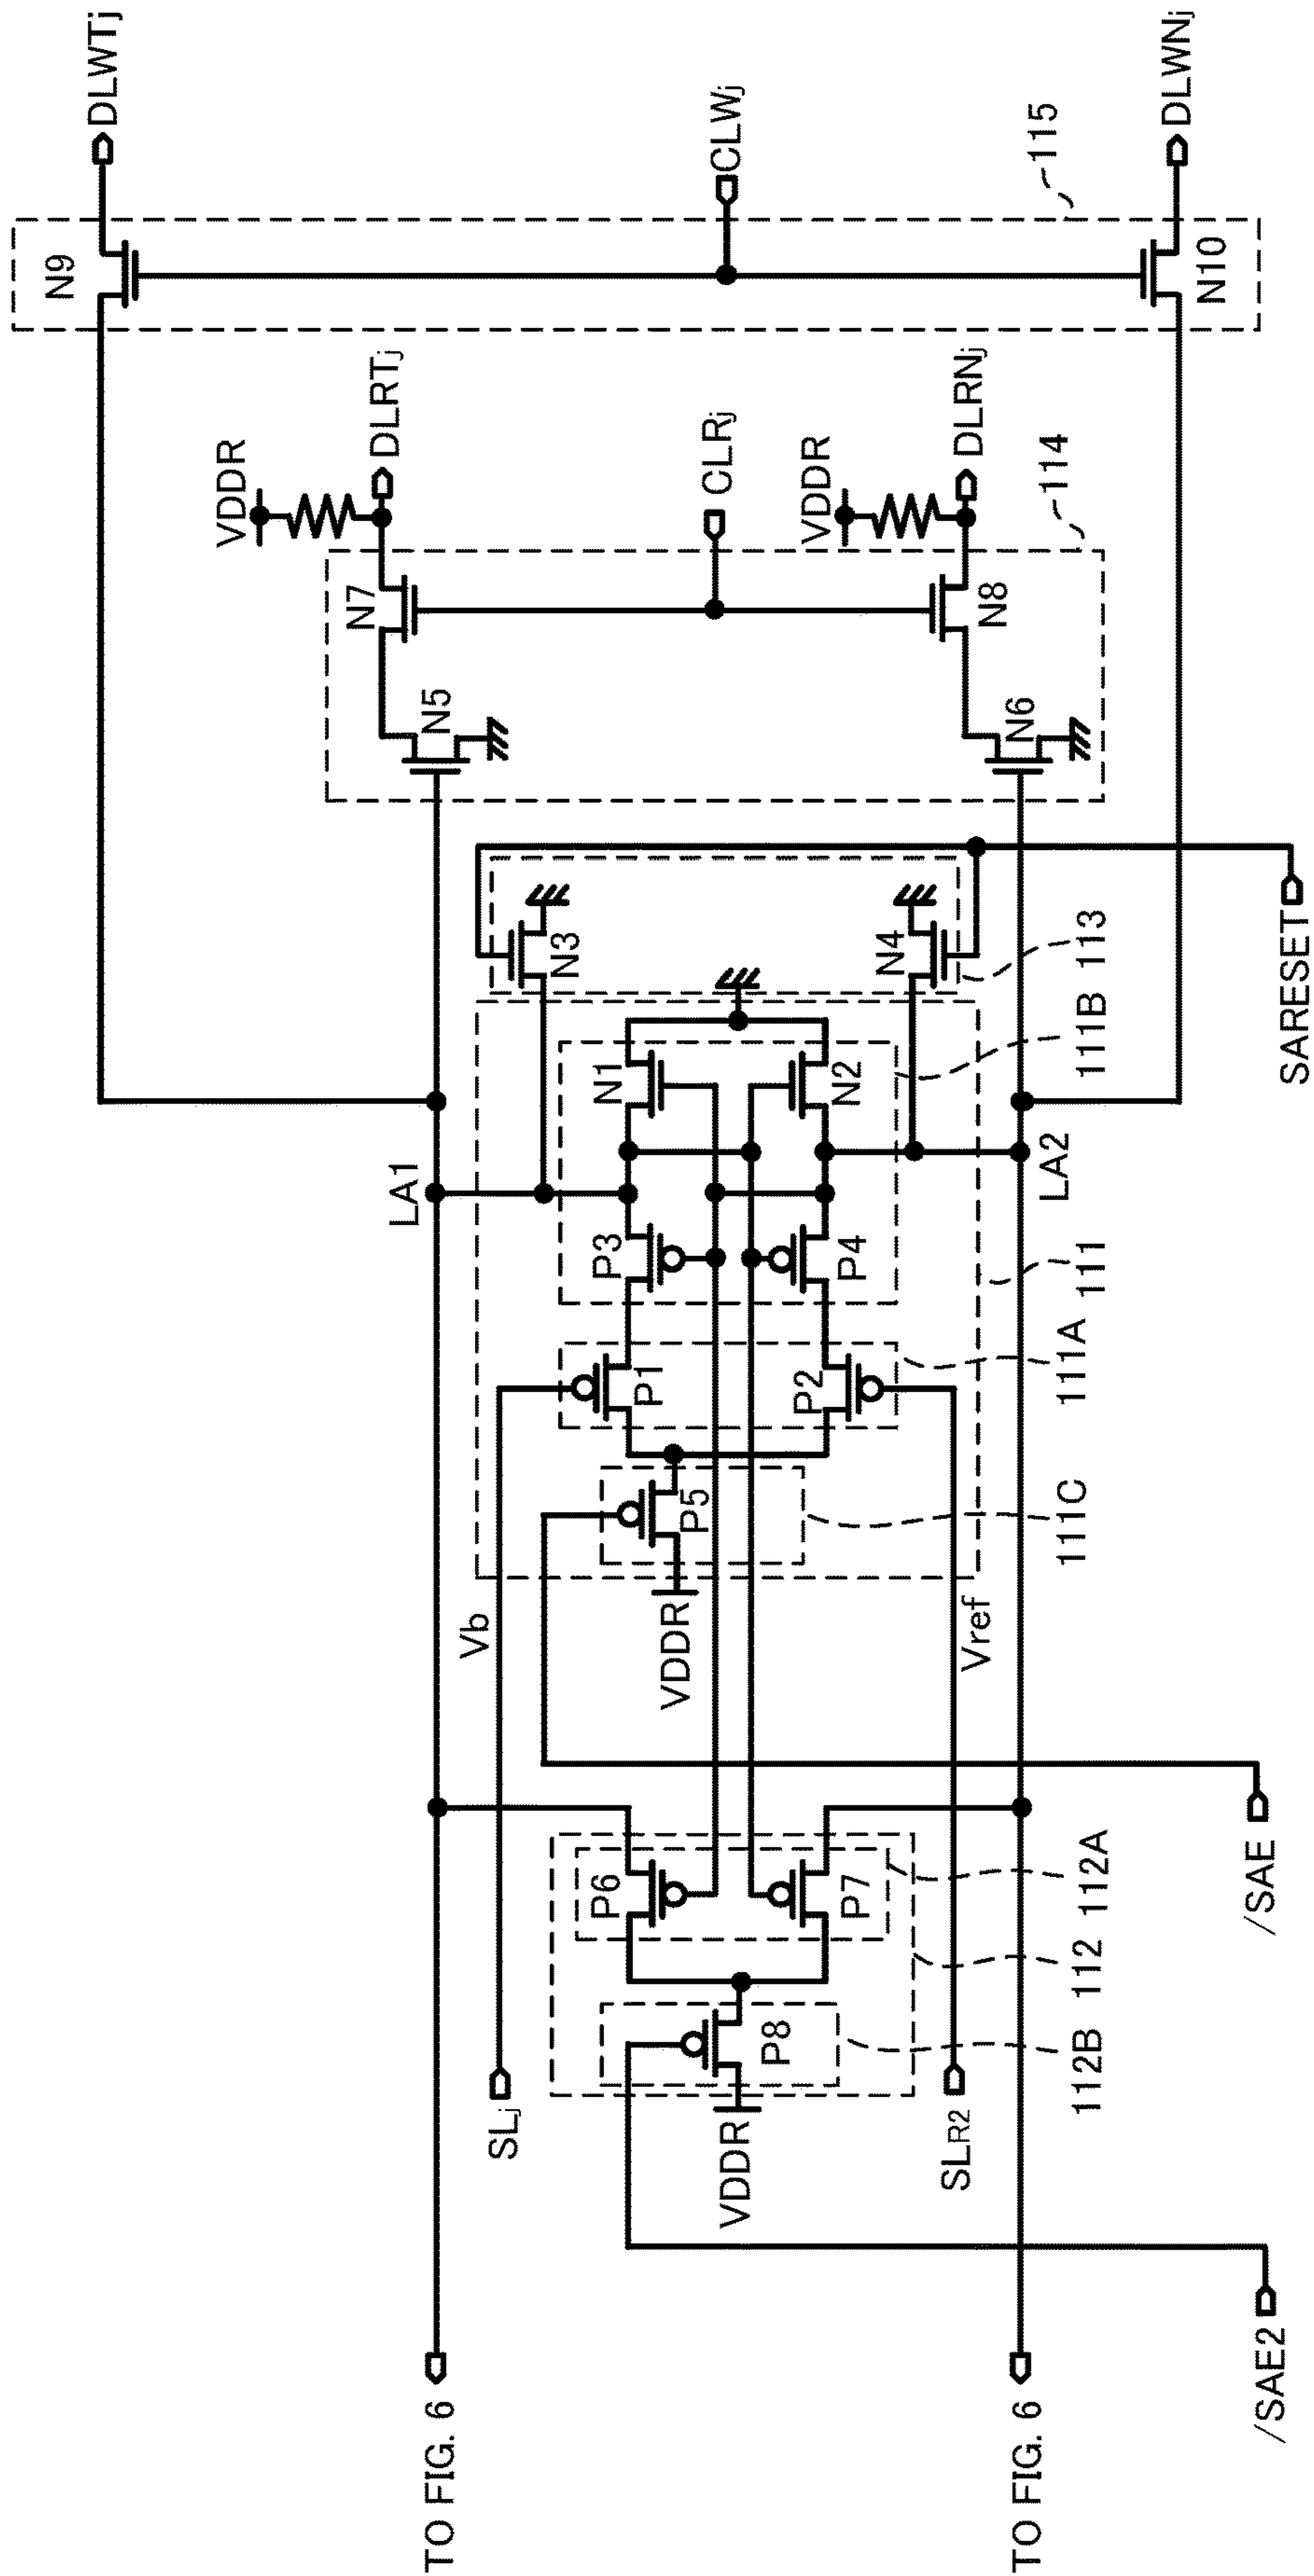 DLWTj
N9
CLWj
115
N10
DLWNj
VDDR
DLRTj
N7
N5
CLRj
VDDR
DLRNj
N8
N6
114
N3
N4
113
SARESET
LA1
N1
N2
111B
LA2
P3
P4
111
P1
P2
111A
P5
111C
VDDR
Vb
Vref
P6
P7
112A
/SAE
112
P8
112B
VDDR
SLj
SLR2
/SAE2
TO FIG. 6
TO FIG. 6